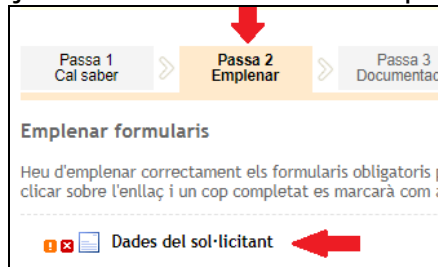 Passa 1
Cal saber
Passa 2
Emplenar
Passa 3
Emplenar formularis
Heu d'emplenar correctament els formularis obligatoris
clicar sobre l'enllaç i un cop completat es marcarà com
Dades del sol·licitant